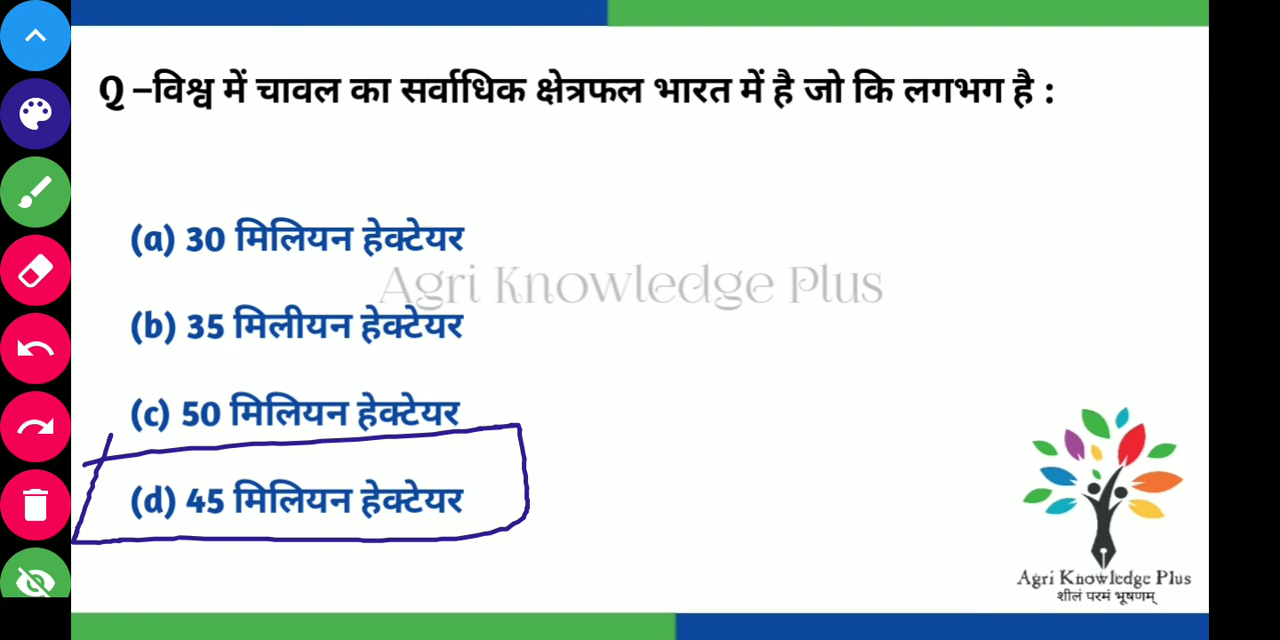 Q –विश्व में चावल का सर्वाधिक क्षेत्रफल भारत में है जो कि लगभग है :
(a) 30 मिलियन हेक्टेयर
Agri Knowledge Plus
(b) 35 मिलीयन हेक्टेयर
(c) 50 मिलियन हेक्टेयर
(d) 45 मिलियन हेक्टेयर
Agri Knowledge Plus
शीलं परमं भूषणम्